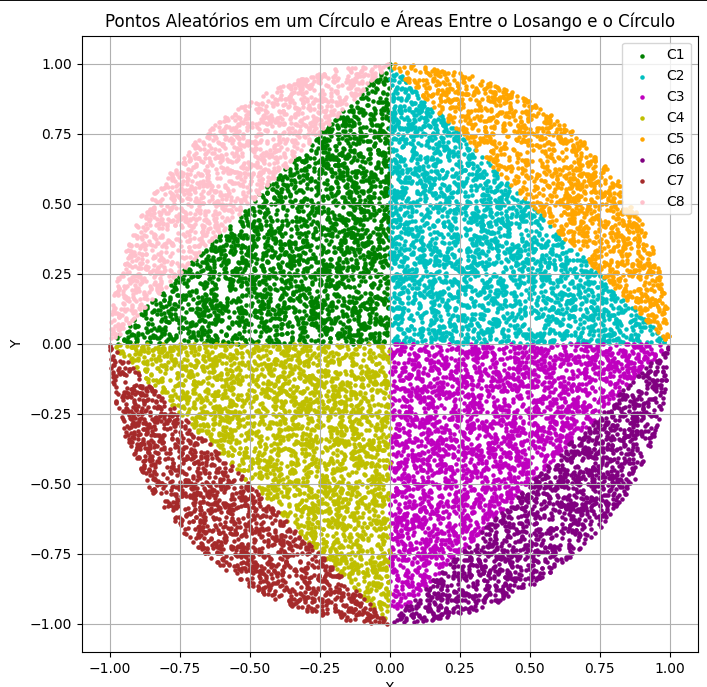 Pontos Aleatórios em um Círculo e Áreas Entre o Losango e o Círculo
C1
C2
C3
C4
C5
C6
C7
C8
1.00
0.75
0.50
0.25
0.00
−0.25
−0.50
−0.75
−1.00
Y
−1.00 −0.75 −0.50 −0.25 0.00 0.25 0.50 0.75 1.00
X